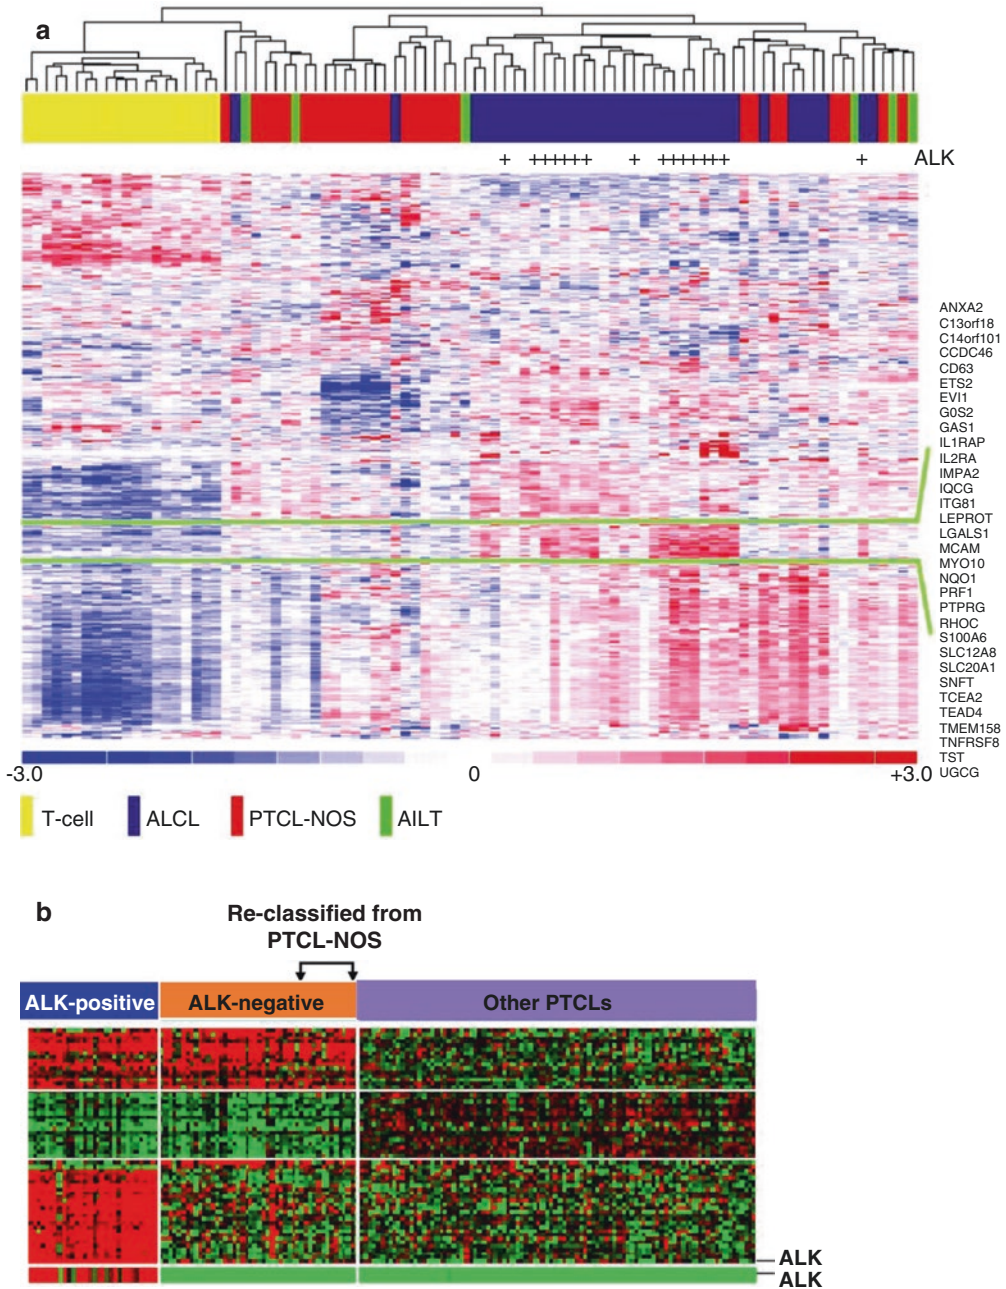 a
+ ++++++ + +++++++ + ALK
ANXA2
C13orf18
C14orf101
CCDC46
CD63
ETS2
EVI1
G0S2
GAS1
IL1RAP
IL2RA
IMPA2
IQCG
ITG81
LEPROT
LGALS1
MCAM
MYO10
NQO1
PRF1
PTPRG
RHOC
S100A6
SLC12A8
SLC20A1
SNFT
TCEA2
TEAD4
TMEM158
TNFRSF8
TST
UGCG
-3.0 0 +3.0
T-cell ALCL PTCL-NOS AILT
b
Re-classified from
PTCL-NOS
ALK-positive ALK-negative Other PTCLs
ALK
ALK